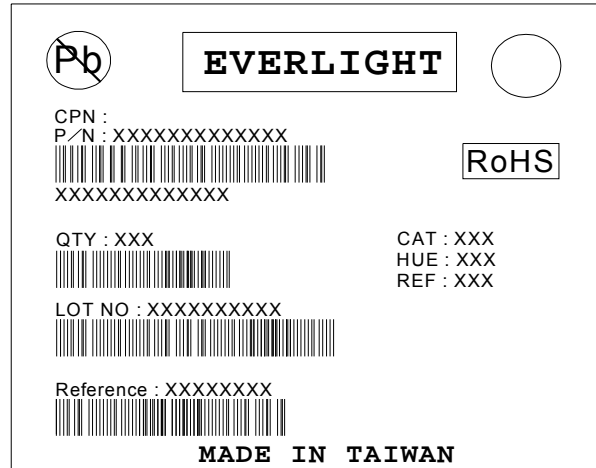 Pb
EVERLIGHT
CPN :
P/N : XXXXXXXXXXXXX
RoHS
XXXXXXXXXXXXX
QTY : XXX
CAT : XXX
HUE : XXX
REF : XXX
LOT NO : XXXXXXXXXX
Reference : XXXXXXXX
MADE IN TAIWAN